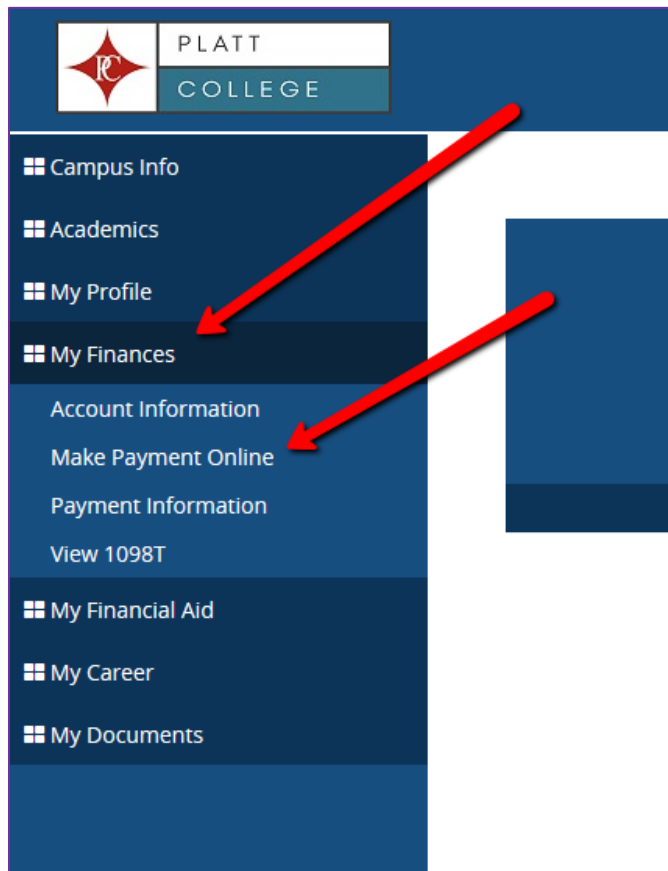 PC
PLATT
COLLEGE
Campus Info
Academics
My Profile
My Finances
Account Information
Make Payment Online
Payment Information
View 1098T
My Financial Aid
My Career
My Documents